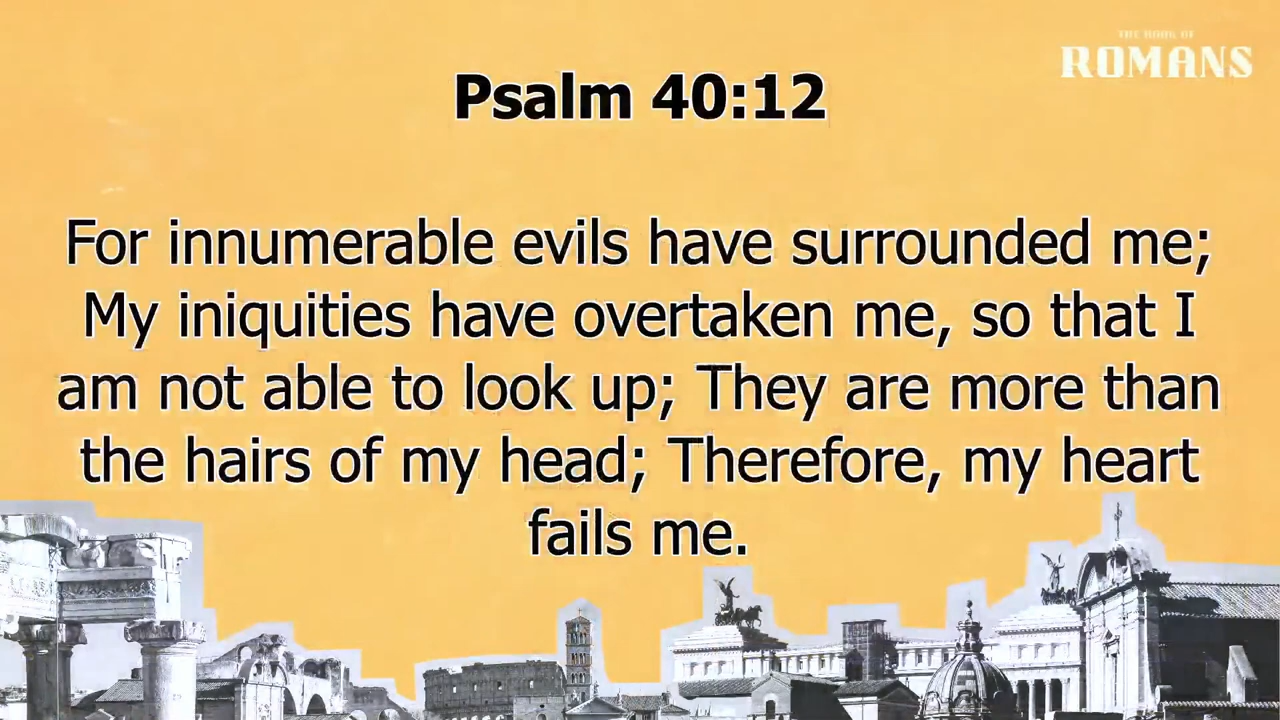 THE BOOK OF
ROMANS
Psalm 40:12
For innumerable evils have surrounded me;
My iniquities have overtaken me, so that I
am not able to look up; They are more than
the hairs of my head; Therefore, my heart
fails me.